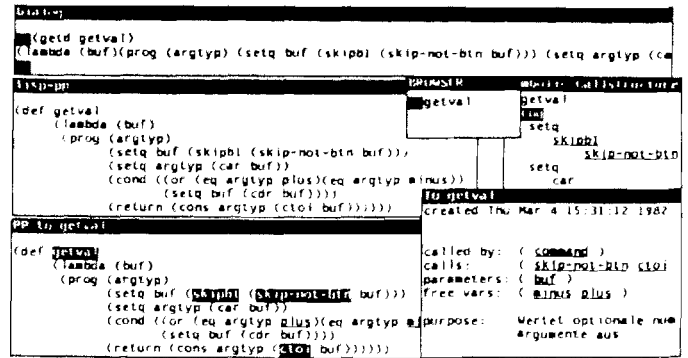 Dialog
(getd getval)
(lambda (buf)(prog (argtyp) (setq buf (skipbl (skip-not-btn buf))) (setq argtyp (ca
lisp-pp
(def getval
(lambda (buf)
(prog (argtyp)
(setq buf (skipbl (skip-not-btn buf)))
(setq argtyp (car buf))
(cond ((or (eq argtyp plus)(eq argtyp minus))
(setq buf (cdr buf))))
(return (cons argtyp (ctoi buf))))))
BROWSER
getval
Callstructure
getval
setq
skipbl
skip-not-btn
setq
car
PP to getval
(def getval
(lambda (buf)
(prog (argtyp)
(setq buf (skipbl (skip-not-btn buf)))
(setq argtyp (car buf))
(cond ((or (eq argtyp plus)(eq argtyp m
(setq buf (cdr buf))))
(return (cons argtyp (ctoi buf))))))
To getval
created Thu Mar 4 15:31:12 1982
called by: ( command )
calls: ( skip-not-btn ctoi
parameters: ( buf )
free vars: ( minus plus )
purpose: Wertet optionale num
Argumente aus